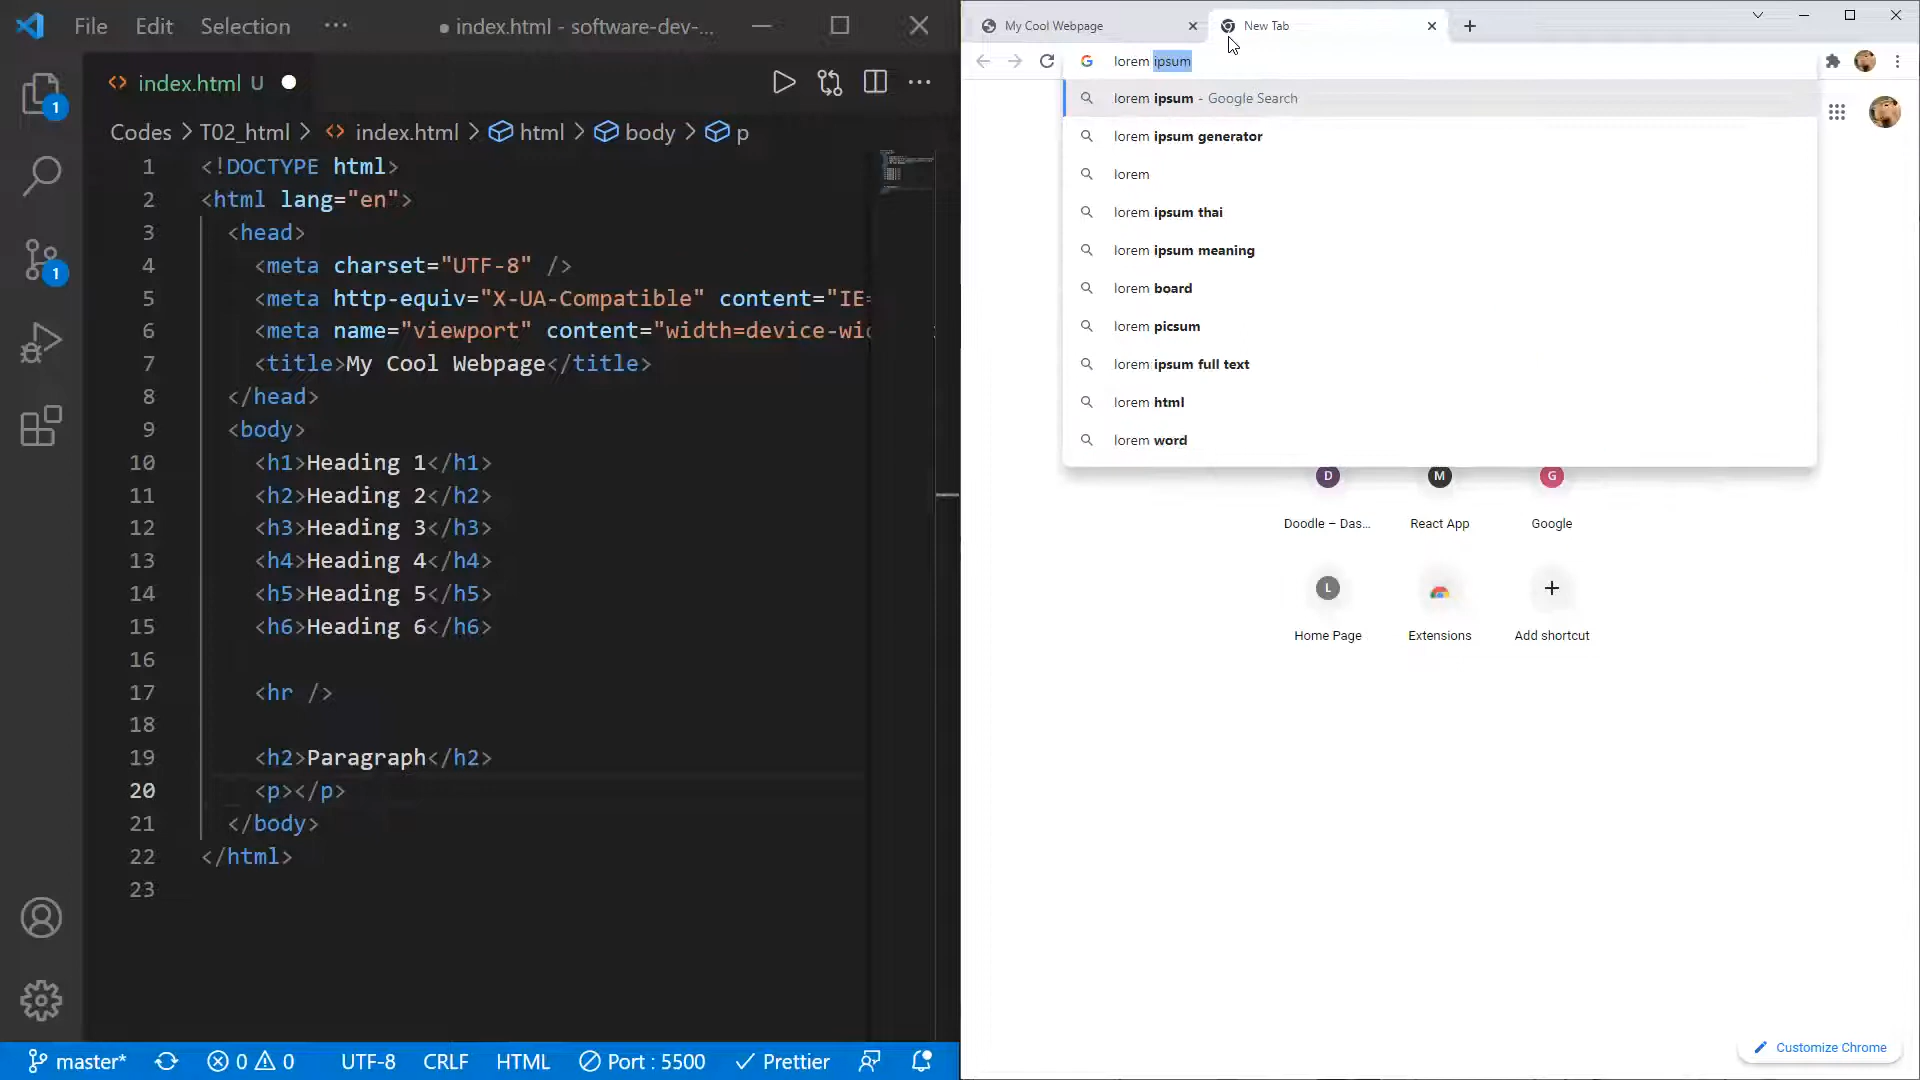 File Edit Selection ··· ● index.html - software-dev-...
<> index.html U ●
Codes > T02_html > <> index.html > html > body > p
1 <!DOCTYPE html>
2 <html lang="en">
3 <head>
4 <meta charset="UTF-8" />
5 <meta http-equiv="X-UA-Compatible" content="IE=
6 <meta name="viewport" content="width=device-wid
7 <title>My Cool Webpage</title>
8 </head>
9 <body>
10 <h1>Heading 1</h1>
11 <h2>Heading 2</h2>
12 <h3>Heading 3</h3>
13 <h4>Heading 4</h4>
14 <h5>Heading 5</h5>
15 <h6>Heading 6</h6>
16
17 <hr />
18
19 <h2>Paragraph</h2>
20 <p></p>
21 </body>
22 </html>
23
1
1
master* 0 0 UTF-8 CRLF HTML Port : 5500 Prettier
My Cool Webpage New Tab
lorem ipsum
lorem ipsum - Google Search
lorem ipsum generator
lorem
lorem ipsum thai
lorem ipsum meaning
lorem board
lorem picsum
lorem ipsum full text
lorem html
lorem word
D M G
Doodle – Das... React App Google
L
Home Page Extensions Add shortcut
Customize Chrome